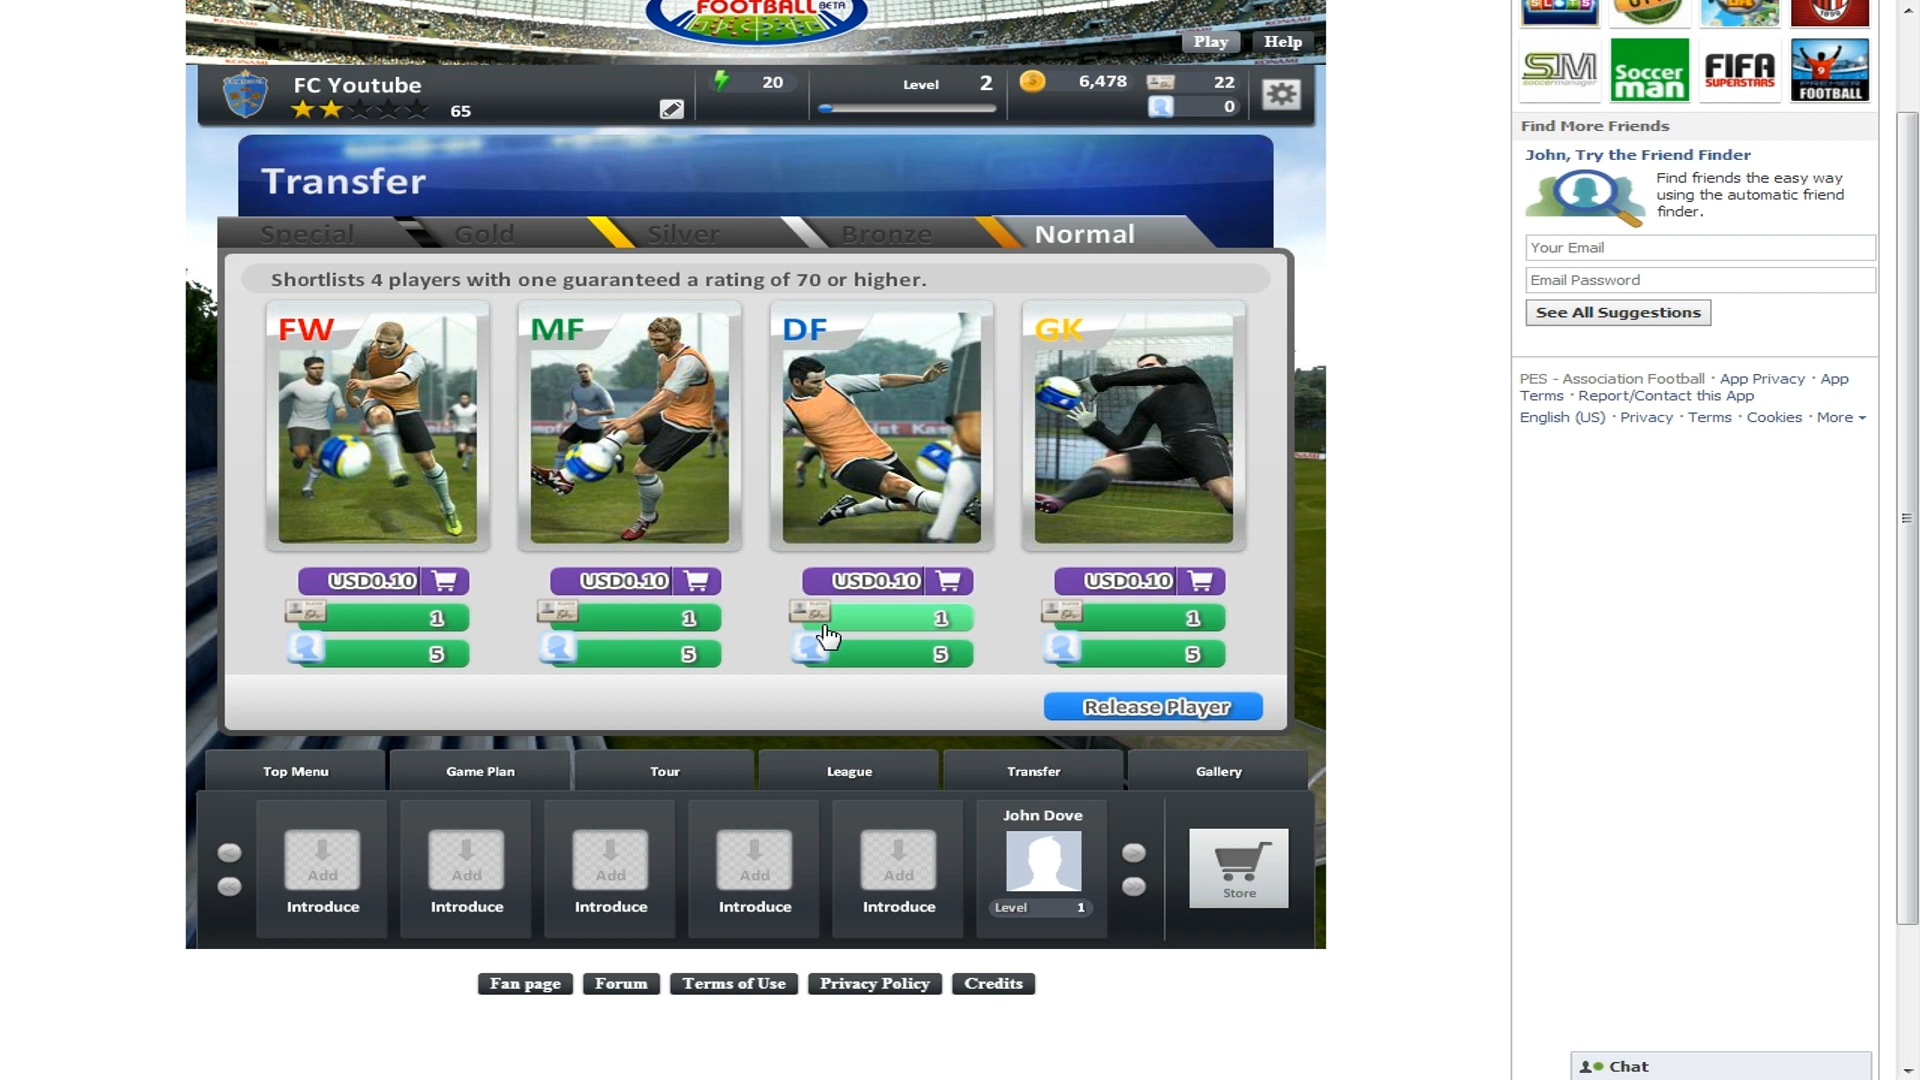 FOOTBALL BETA
KONAMI
Play
Help
SLOTS
1899
SM
soccermanager
Soccer
man
FIFA
SUPERSTARS
PREMIER
FOOTBALL
FC Youtube
65
20
Level 2
6,478
22
0
Find More Friends
John, Try the Friend Finder
Find friends the easy way
using the automatic friend
finder.
Your Email
Email Password
See All Suggestions
PES - Association Football · App Privacy · App
Terms · Report/Contact this App
English (US) · Privacy · Terms · Cookies · More
Transfer
Special Gold Silver Bronze Normal
Shortlists 4 players with one guaranteed a rating of 70 or higher.
FW MF DF GK
USD0.10 USD0.10 USD0.10 USD0.10
1 1 1 1
5 5 5 5
Release Player
Top Menu Game Plan Tour League Transfer Gallery
John Dove
Add Add Add Add Add
Introduce Introduce Introduce Introduce Introduce
Level 1
Store
Fan page Forum Terms of Use Privacy Policy Credits
Chat